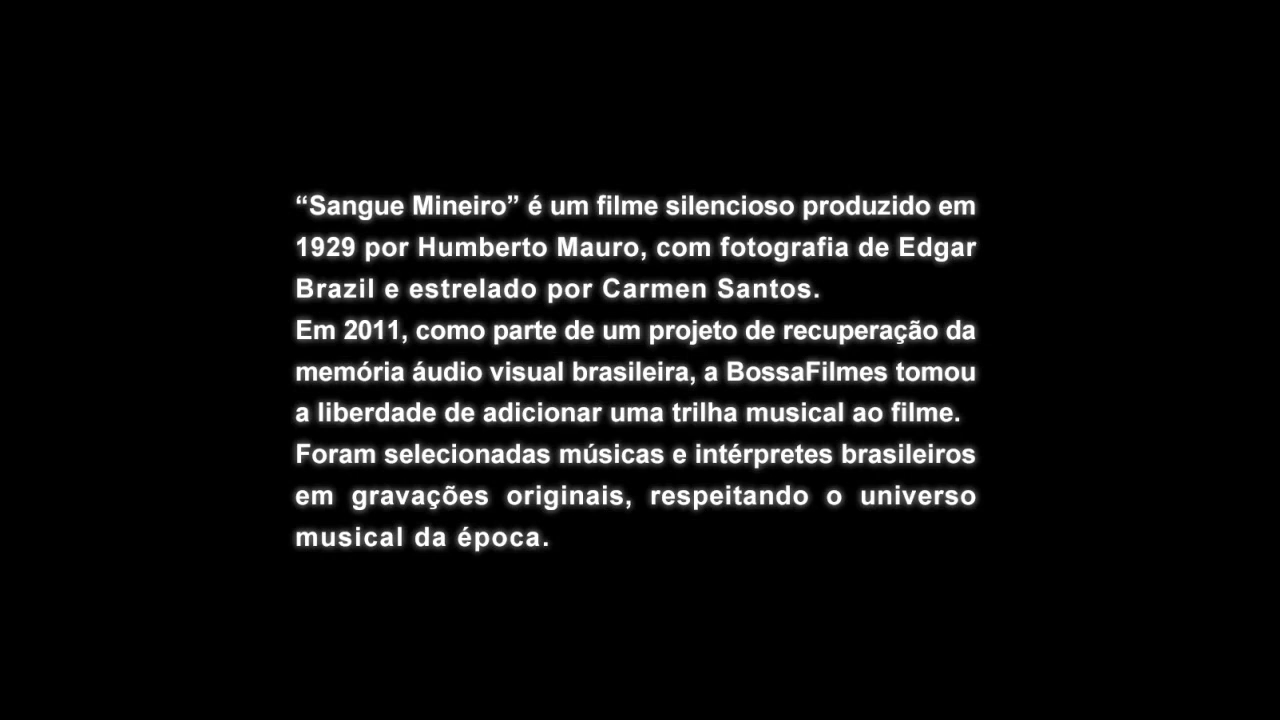 “Sangue Mineiro” é um filme silencioso produzido em
1929 por Humberto Mauro, com fotografia de Edgar
Brazil e estrelado por Carmen Santos.
Em 2011, como parte de um projeto de recuperação da
memória áudio visual brasileira, a BossaFilmes tomou
a liberdade de adicionar uma trilha musical ao filme.
Foram selecionadas músicas e intérpretes brasileiros
em gravações originais, respeitando o universo
musical da época.